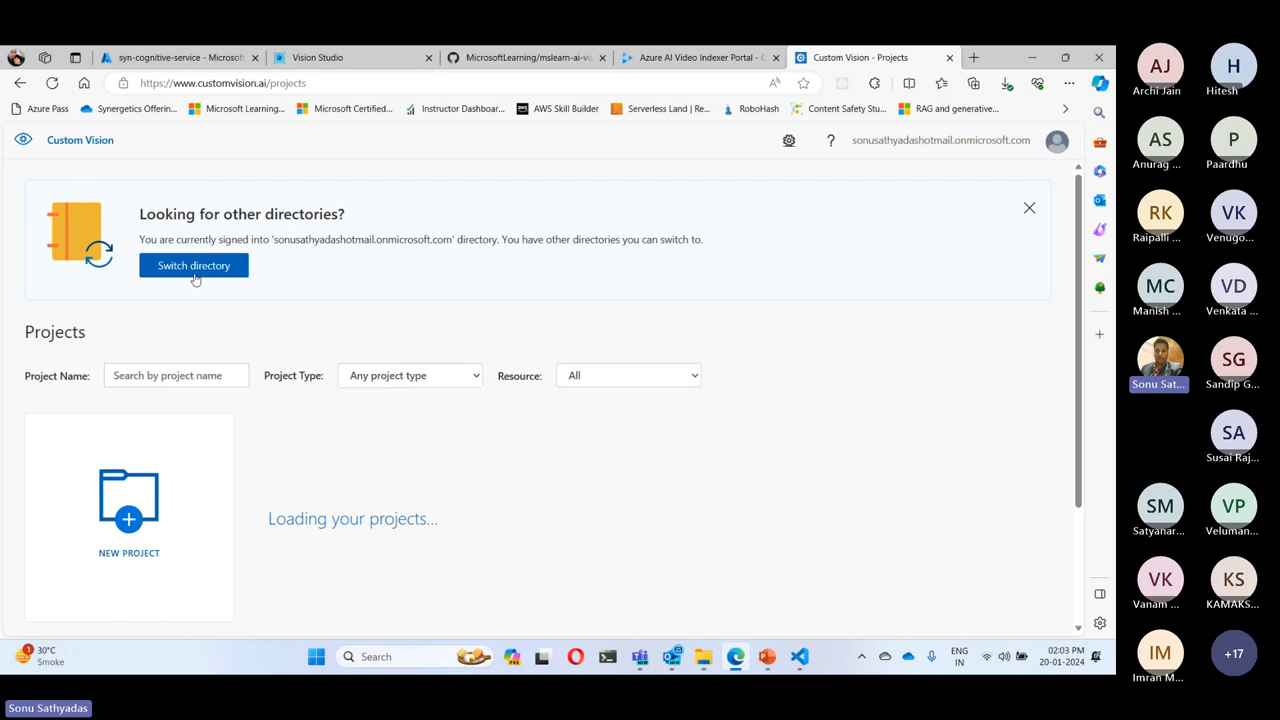 syn-cognitive-service - Microsof
Vision Studio
MicrosoftLearning/mslearn-ai-vis
Azure AI Video Indexer Portal - C
Custom Vision - Projects
https://www.customvision.ai/projects
Azure Pass
Synergetics Offerin...
Microsoft Learning...
Microsoft Certified...
Instructor Dashboar...
AWS Skill Builder
Serverless Land | Re...
RoboHash
Content Safety Stu...
RAG and generative...
Custom Vision
?
sonusathyadashotmail.onmicrosoft.com
Looking for other directories?
You are currently signed into 'sonusathyadashotmail.onmicrosoft.com' directory. You have other directories you can switch to.
Switch directory
Projects
Project Name:
Search by project name
Project Type:
Any project type
Resource:
All
NEW PROJECT
Loading your projects...
1
30°C
Smoke
Search
ENG
IN
02:03 PM
20-01-2024
AJ
Archi Jain
H
Hitesh
AS
Anurag ...
P
Paardhu
RK
Raipalli ...
VK
Venugo...
MC
Manish ...
VD
Venkata ...
Sonu Sat...
SG
Sandip G...
SA
Susai Raj...
SM
Satyanar...
VP
Veluman...
VK
Vanam ...
KS
KAMAKS...
IM
Imran M...
+17
Sonu Sathyadas